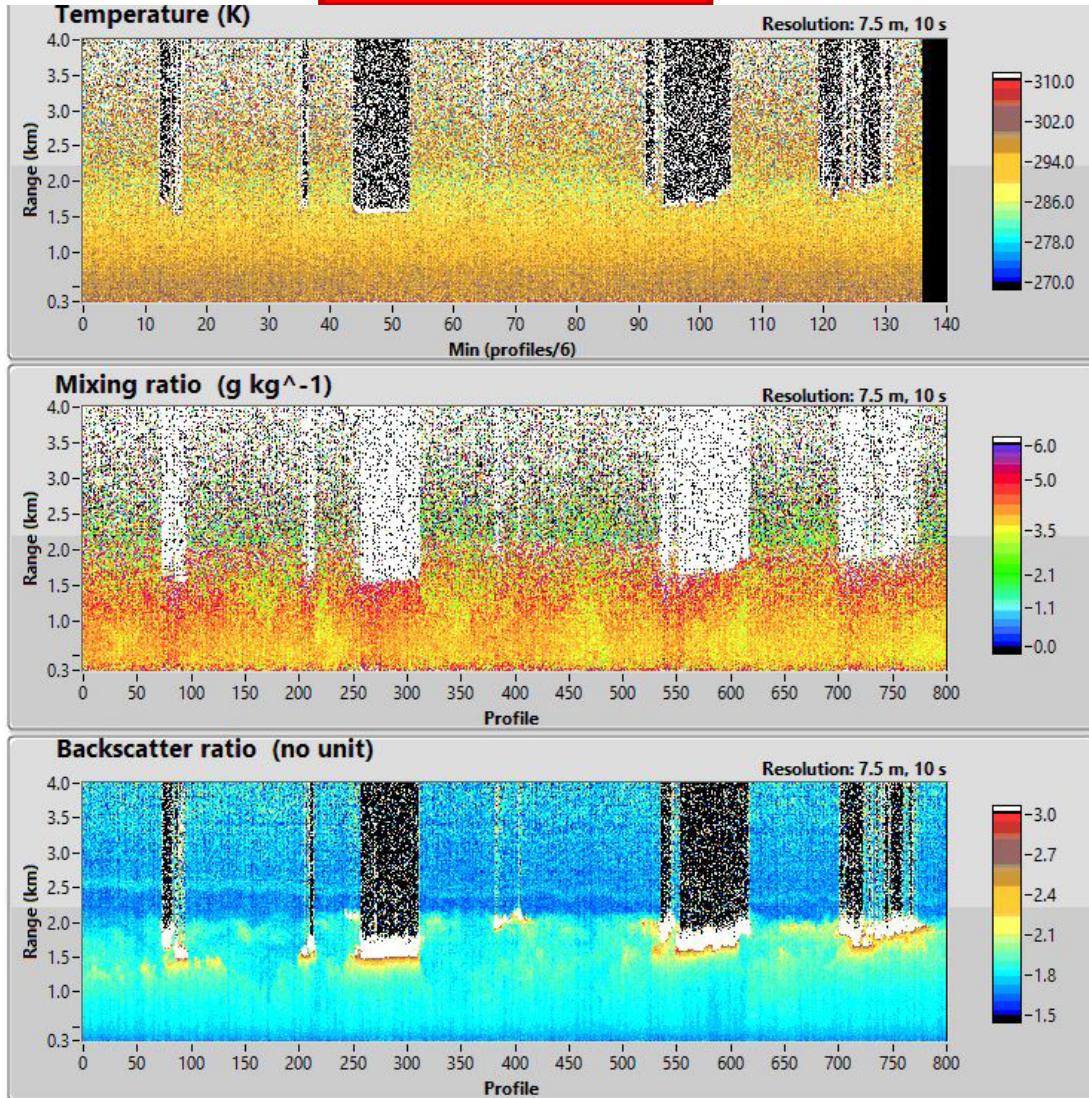 Temperature (K)
Resolution: 7.5 m, 10 s
4.0
3.5
3.0
2.5
2.0
1.5
1.0
0.3
Range (km)
0 10 20 30 40 50 60 70 80 90 100 110 120 130 140
Min (profiles/6)
310.0
302.0
294.0
286.0
278.0
270.0
Mixing ratio (g kg^-1)
Resolution: 7.5 m, 10 s
4.0
3.5
3.0
2.5
2.0
1.5
1.0
0.3
Range (km)
0 50 100 150 200 250 300 350 400 450 500 550 600 650 700 750 800
Profile
6.0
5.0
3.5
2.1
1.1
0.0
Backscatter ratio (no unit)
Resolution: 7.5 m, 10 s
4.0
3.5
3.0
2.5
2.0
1.5
1.0
0.3
Range (km)
0 50 100 150 200 250 300 350 400 450 500 550 600 650 700 750 800
Profile
3.0
2.7
2.4
2.1
1.8
1.5